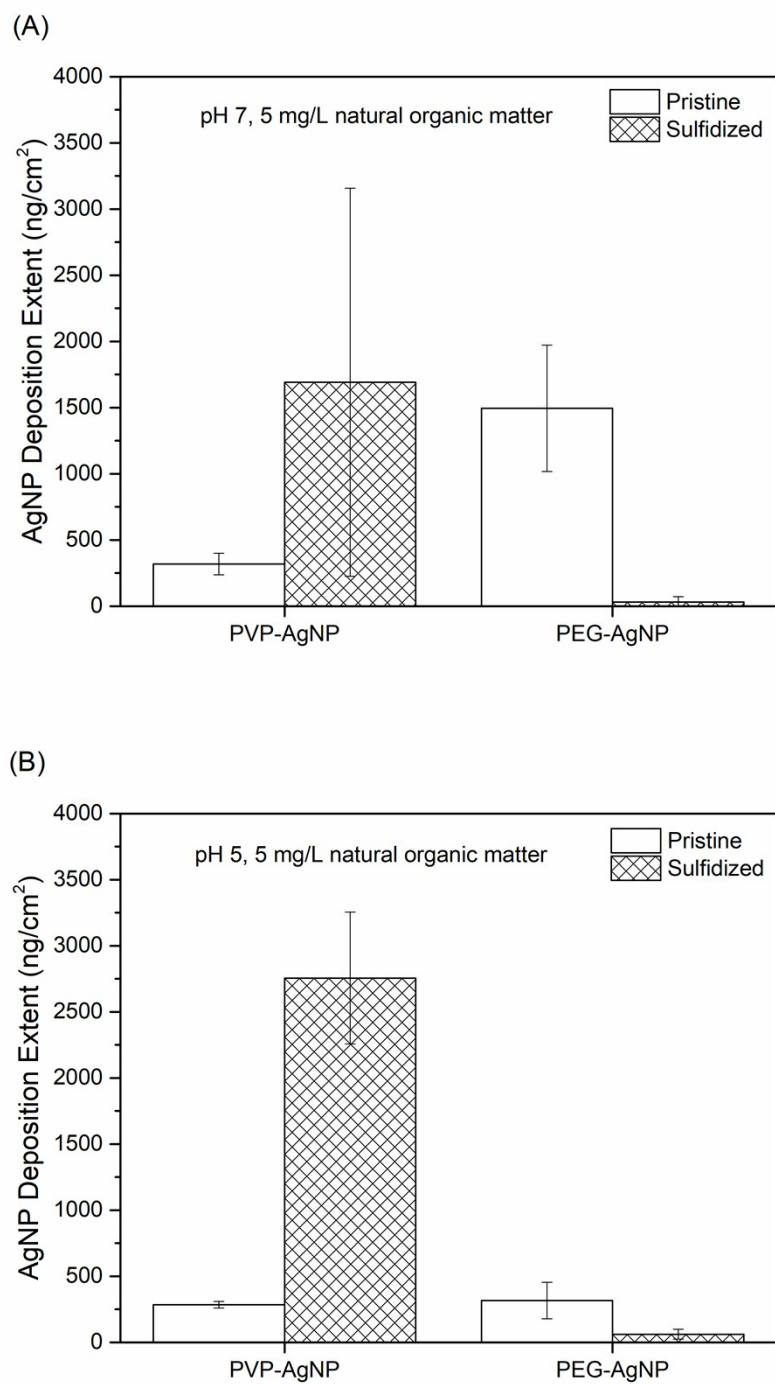 (A)
AgNP Deposition Extent (ng/cm²)
4000
3500
3000
2500
2000
1500
1000
500
0
pH 7, 5 mg/L natural organic matter
Pristine
Sulfidized
PVP-AgNP
PEG-AgNP
(B)
AgNP Deposition Extent (ng/cm²)
4000
3500
3000
2500
2000
1500
1000
500
0
pH 5, 5 mg/L natural organic matter
Pristine
Sulfidized
PVP-AgNP
PEG-AgNP